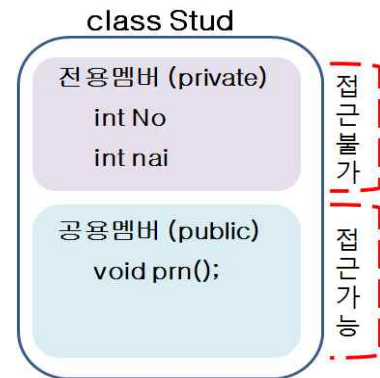 class Stud
전용멤버 (private)
int No
int nai
접근불가
공용멤버 (public)
void prn();
접근가능